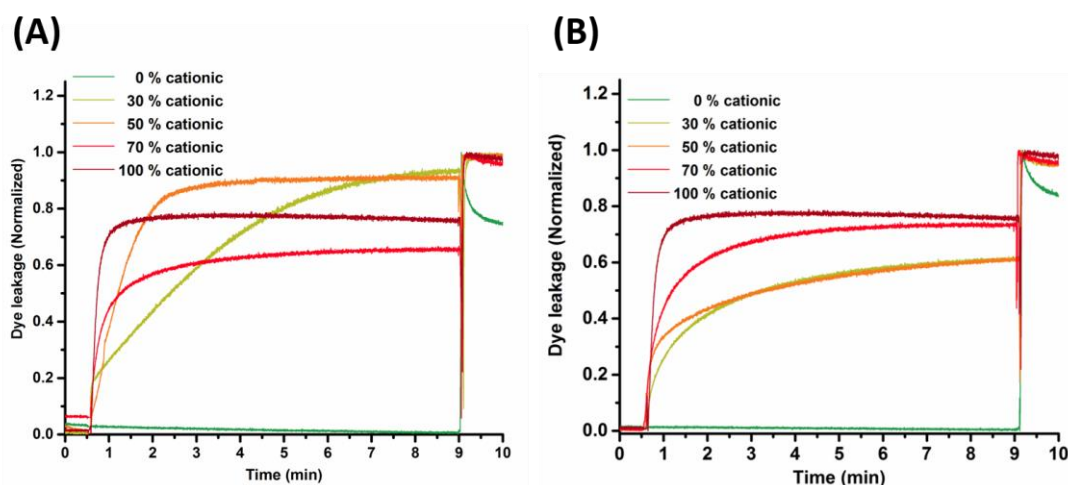 (A)
0 % cationic
30 % cationic
50 % cationic
70 % cationic
100 % cationic
1.2
1.0
0.8
0.6
0.4
0.2
0.0
Dye leakage (Normalized)
0 1 2 3 4 5 6 7 8 9 10
Time (min)
(B)
0 % cationic
30 % cationic
50 % cationic
70 % cationic
100 % cationic
1.2
1.0
0.8
0.6
0.4
0.2
0.0
Dye leakage (Normalized)
0 1 2 3 4 5 6 7 8 9 10
Time (min)